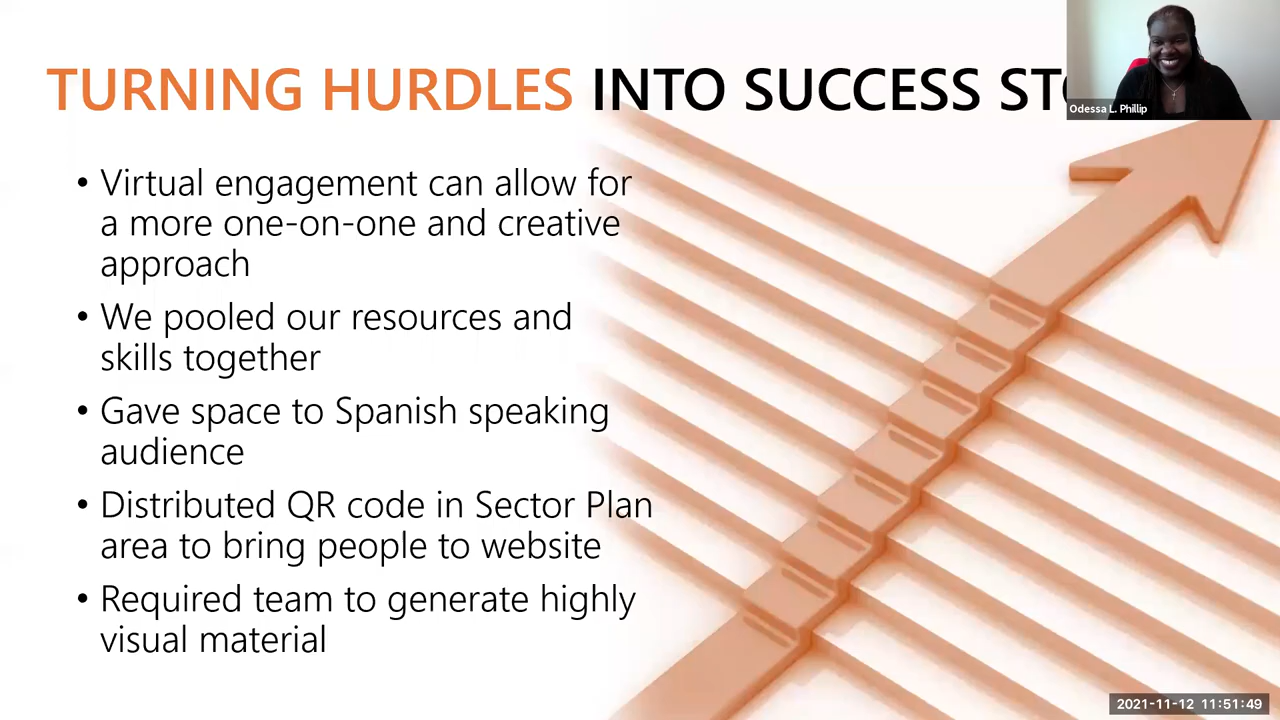 TURNING HURDLES INTO SUCCESS
Odessa L. Phillip
• Virtual engagement can allow for
a more one-on-one and creative
approach
• We pooled our resources and
skills together
• Gave space to Spanish speaking
audience
• Distributed QR code in Sector Plan
area to bring people to website
• Required team to generate highly
visual material
2021-11-12 11:51:49